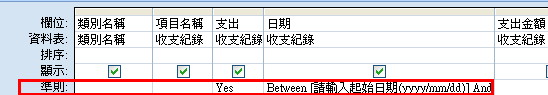 欄位: 類別名稱 項目名稱 支出 日期 支出金額
資料表: 類別名稱 收支紀錄 收支紀錄 收支紀錄 收支紀錄
排序:
顯示:
準則: Yes Between [請輸入起始日期(yyyy/mm/dd)] And